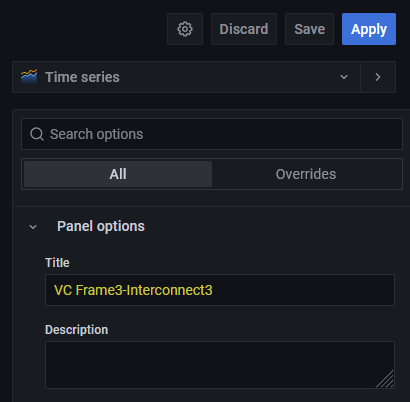 Discard Save Apply
Time series
Search options
All Overrides
Panel options
Title
VC Frame3-Interconnect3
Description